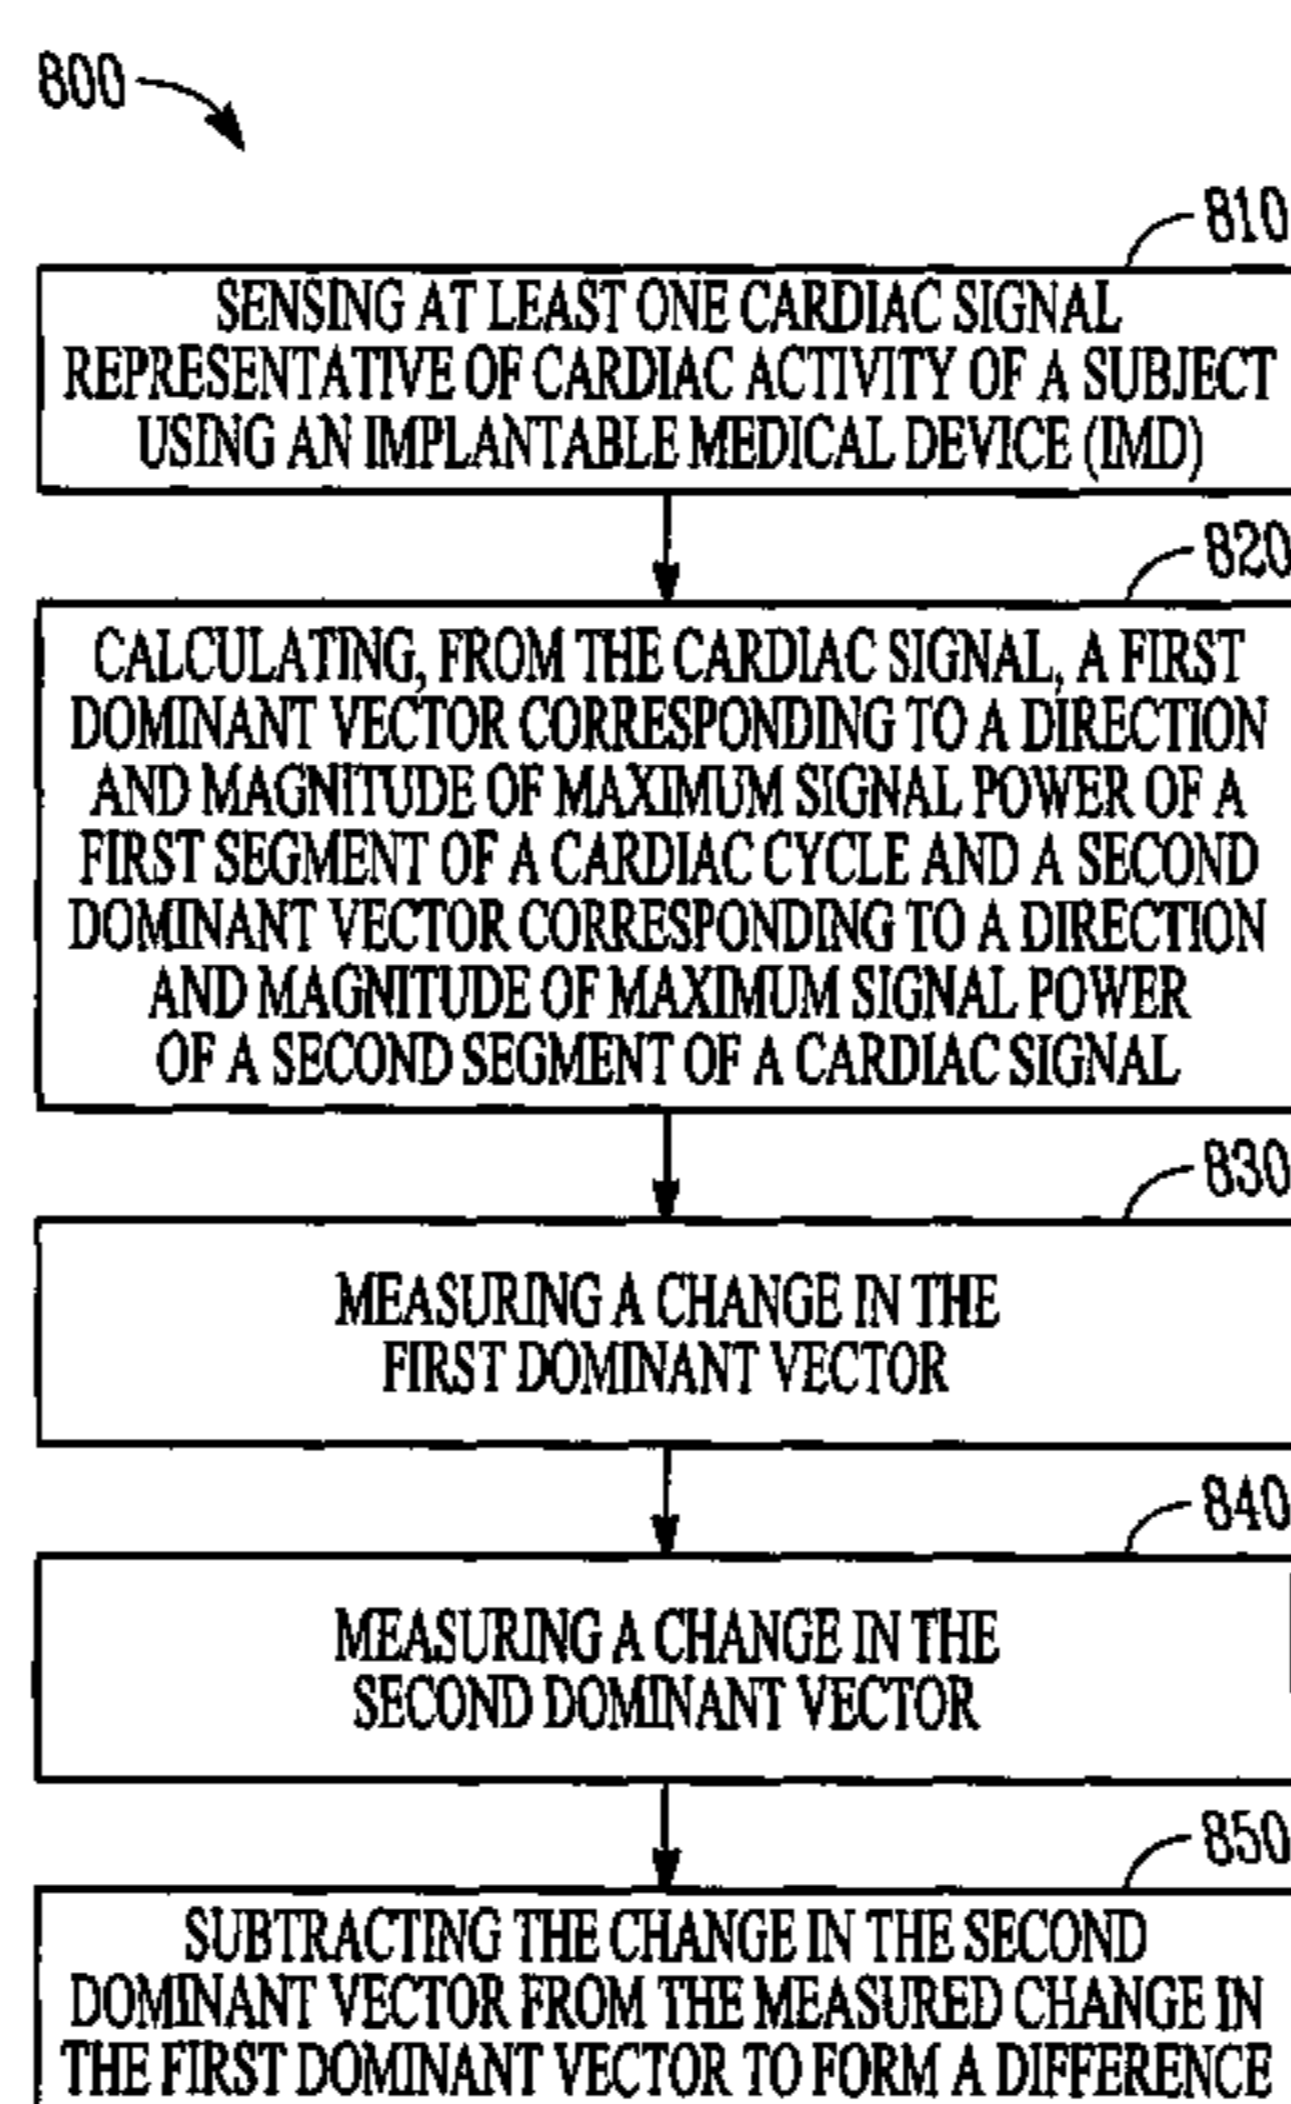 800
810
SENSING AT LEAST ONE CARDIAC SIGNAL
REPRESENTATIVE OF CARDIAC ACTIVITY OF A SUBJECT
USING AN IMPLANTABLE MEDICAL DEVICE (IMD)
820
CALCULATING, FROM THE CARDIAC SIGNAL, A FIRST
DOMINANT VECTOR CORRESPONDING TO A DIRECTION
AND MAGNITUDE OF MAXIMUM SIGNAL POWER OF A
FIRST SEGMENT OF A CARDIAC CYCLE AND A SECOND
DOMINANT VECTOR CORRESPONDING TO A DIRECTION
AND MAGNITUDE OF MAXIMUM SIGNAL POWER
OF A SECOND SEGMENT OF A CARDIAC SIGNAL
830
MEASURING A CHANGE IN THE
FIRST DOMINANT VECTOR
840
MEASURING A CHANGE IN THE
SECOND DOMINANT VECTOR
850
SUBTRACTING THE CHANGE IN THE SECOND
DOMINANT VECTOR FROM THE MEASURED CHANGE IN
THE FIRST DOMINANT VECTOR TO FORM A DIFFERENCE